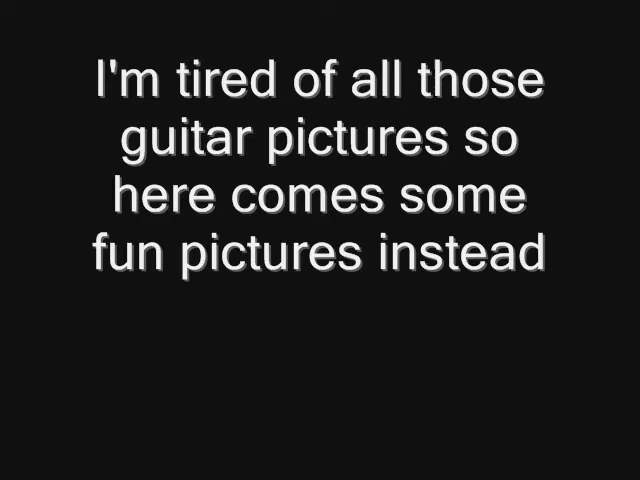 I'm tired of all those
guitar pictures so
here comes some
fun pictures instead